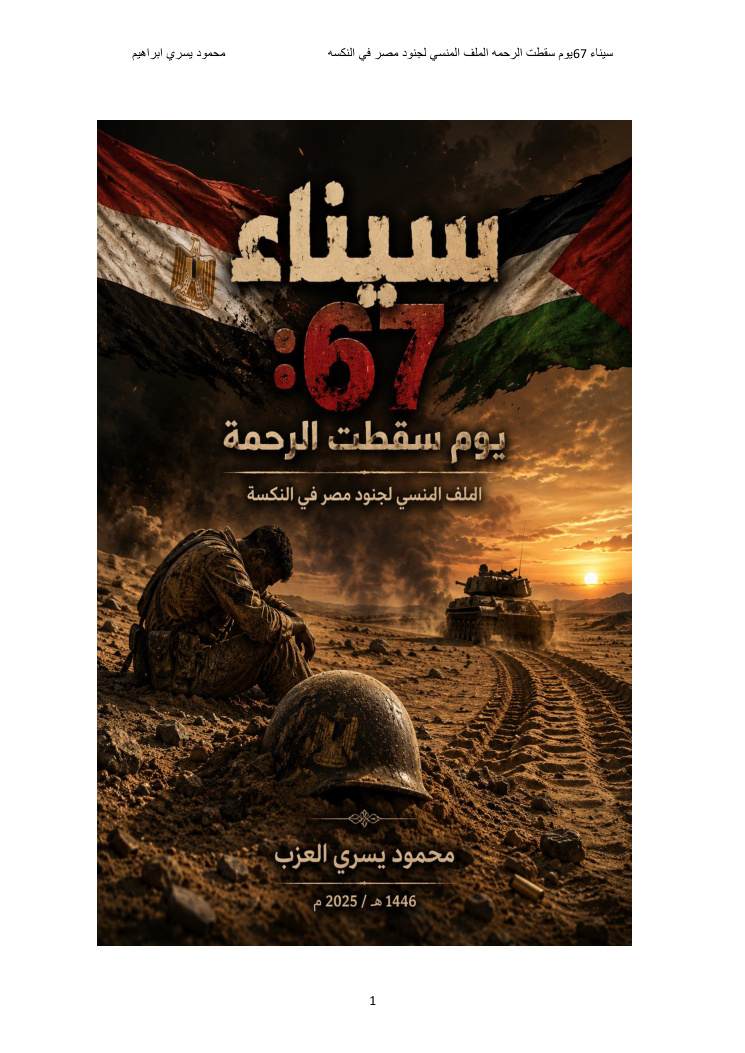 سيناء 67يوم سقطت الرحمه الملف المنسي لجنود مصر في النكسه محمود يسري ابراهيم
سيناء
67:
يوم سقطت الرحمة
الملف المنسي لجنود مصر في النكسة
محمود يسري العزب
1446 هـ / 2025 م
1